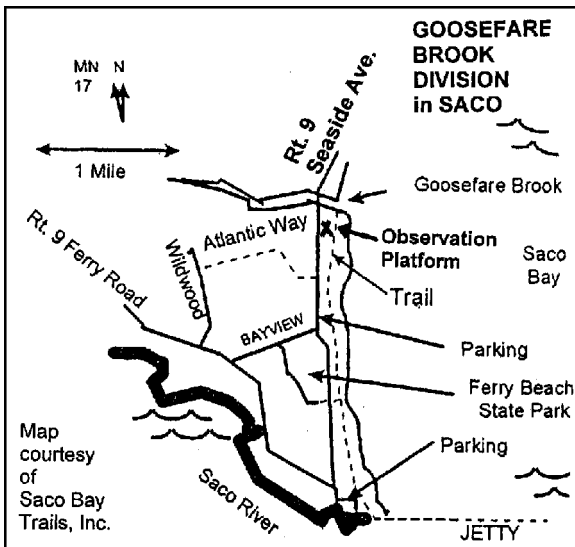 GOOSEFARE
BROOK
DIVISION
in SACO
MN N
17
1 Mile
Rt. 9
Seaside Ave.
Goosefare Brook
Rt. 9 Ferry Road
Wildwood
Atlantic Way
Observation
Platform
Saco
Bay
Trail
BAYVIEW
Parking
Ferry Beach
State Park
Parking
Map
courtesy
of
Saco Bay
Trails, Inc.
Saco River
JETTY